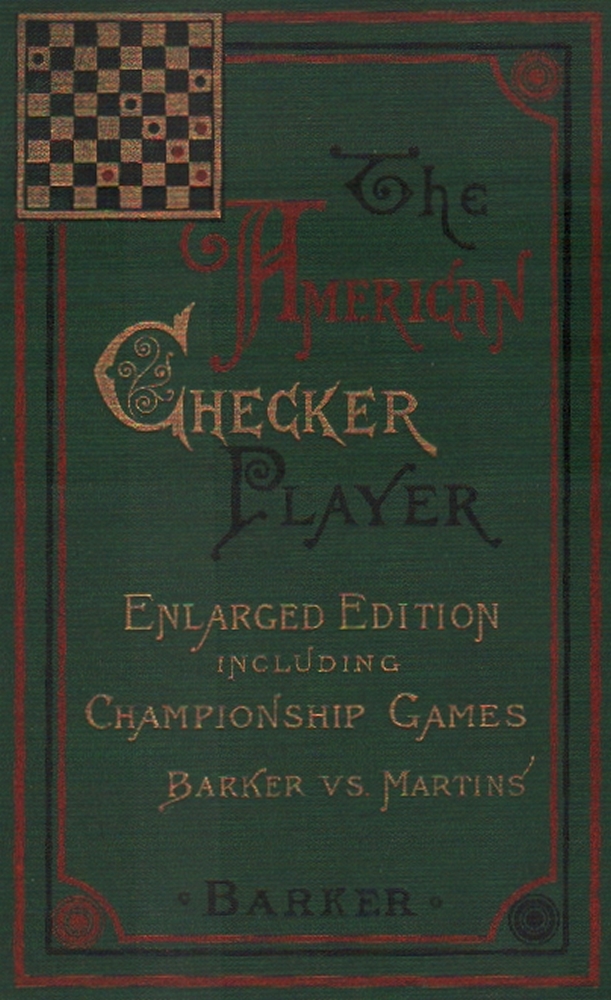 The
American
Checker
Player
Enlarged Edition
including
Championship Games
Barker vs. Martins
• Barker •